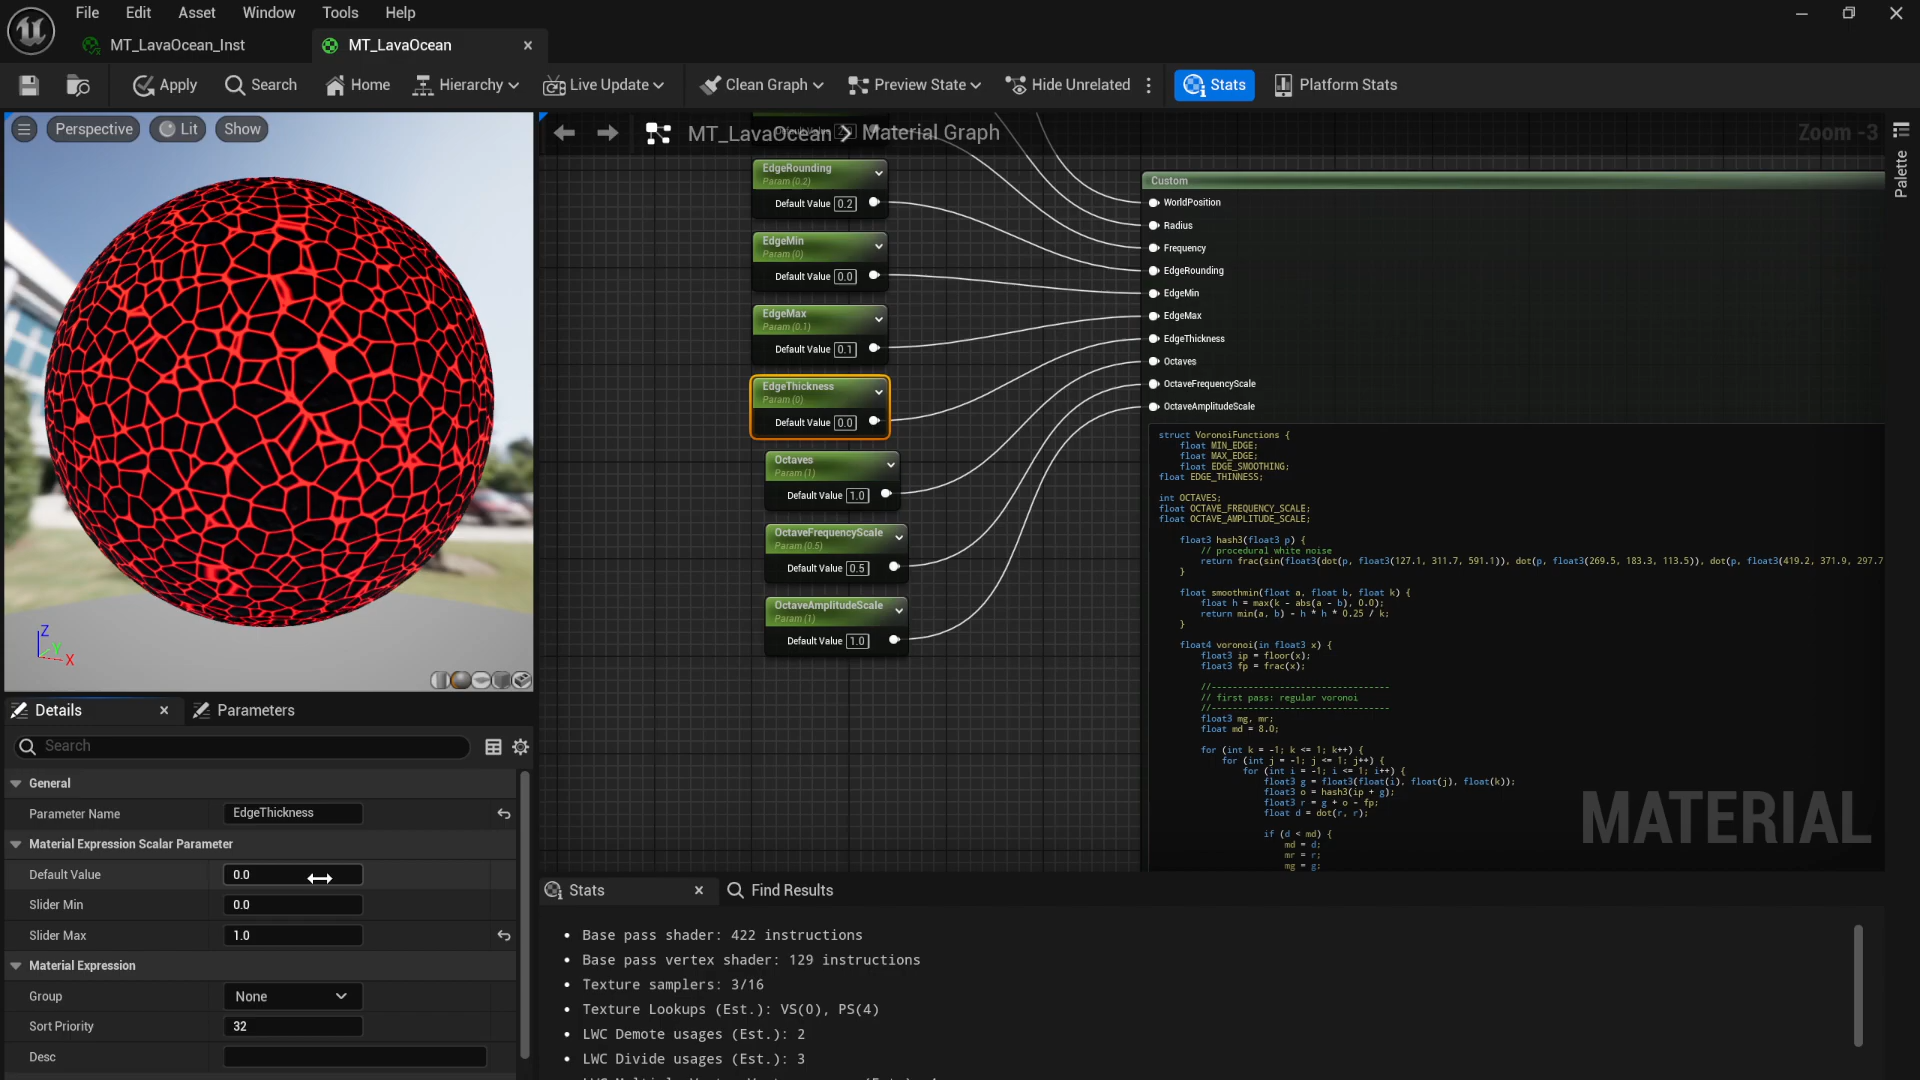 File Edit Asset Window Tools Help
MT_LavaOcean_Inst MT_LavaOcean
Apply Search Home Hierarchy Live Update Clean Graph Preview State Hide Unrelated Stats Platform Stats
Perspective Lit Show
MT_LavaOcean Material Graph
Zoom -3
Palette
EdgeRounding
Param (0.2)
Default Value 0.2
EdgeMin
Param (0)
Default Value 0.0
EdgeMax
Param (0.1)
Default Value 0.1
EdgeThickness
Param (0)
Default Value 0.0
Octaves
Param (1)
Default Value 1.0
OctaveFrequencyScale
Param (0.5)
Default Value 0.5
OctaveAmplitudeScale
Param (1)
Default Value 1.0
Custom
WorldPosition
Radius
Frequency
EdgeRounding
EdgeMin
EdgeMax
EdgeThickness
Octaves
OctaveFrequencyScale
OctaveAmplitudeScale
struct VoronoiFunctions {
float MIN_EDGE;
float MAX_EDGE;
float EDGE_SMOOTHING;
float EDGE_THINNESS;
int OCTAVES;
float OCTAVE_FREQUENCY_SCALE;
float OCTAVE_AMPLITUDE_SCALE;
float3 hash3(float3 p) {
// procedural white noise
return frac(sin(float3(dot(p, float3(127.1, 311.7, 591.1)), dot(p, float3(269.5, 183.3, 113.5)), dot(p, float3(419.2, 371.9, 297.7
}
float smoothmin(float a, float b, float k) {
float h = max(k - abs(a - b), 0.0);
return min(a, b) - h * h * 0.25 / k;
}
float4 voronoi(in float3 x) {
float3 ip = floor(x);
float3 fp = frac(x);
//----------------------------------
// first pass: regular voronoi
//----------------------------------
float3 mg, mr;
float md = 8.0;
for (int k = -1; k <= 1; k++) {
for (int j = -1; j <= 1; j++) {
for (int i = -1; i <= 1; i++) {
float3 g = float3(float(i), float(j), float(k));
float3 o = hash3(ip + g);
float3 r = g + o - fp;
float d = dot(r, r);
if (d < md) {
md = d;
mr = r;
mg = g;
MATERIAL
Z
Y
X
Details Parameters
Search
General
Parameter Name EdgeThickness
Material Expression Scalar Parameter
Default Value 0.0
Slider Min 0.0
Slider Max 1.0
Material Expression
Group None
Sort Priority 32
Desc
Stats Find Results
• Base pass shader: 422 instructions
• Base pass vertex shader: 129 instructions
• Texture samplers: 3/16
• Texture Lookups (Est.): VS(0), PS(4)
• LWC Demote usages (Est.): 2
• LWC Divide usages (Est.): 3